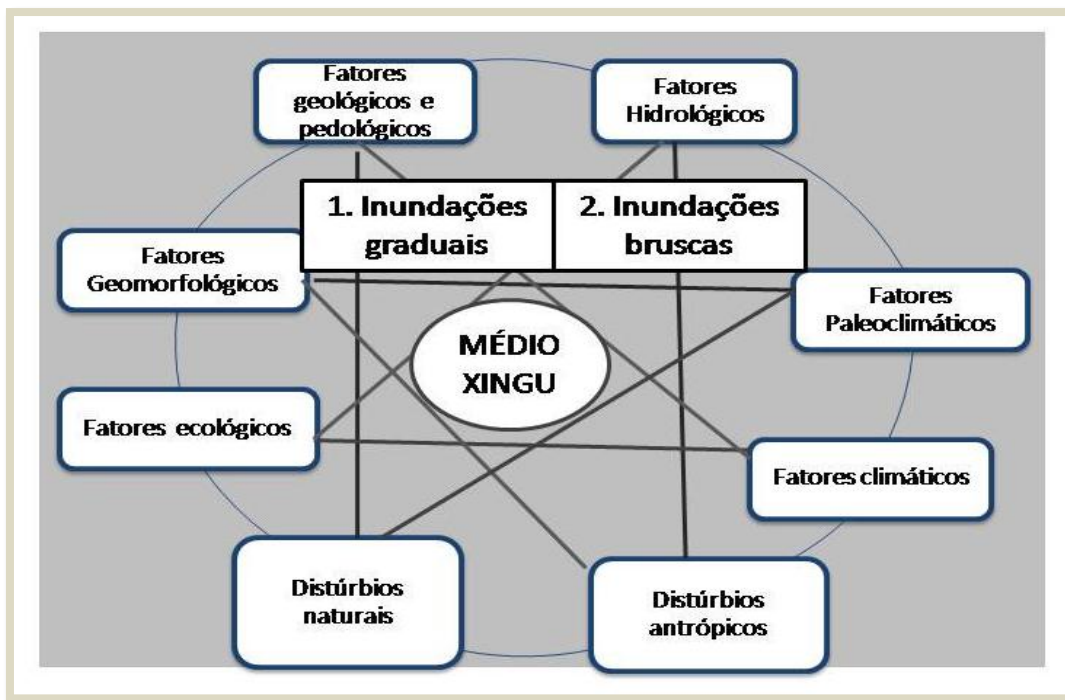 Fatores
geológicos e
pedológicos
Fatores
Hidrológicos
1. Inundações
graduais
2. Inundações
bruscas
Fatores
Geomorfológicos
Fatores
Paleoclimáticos
MÉDIO
XINGU
Fatores ecológicos
Fatores climáticos
Distúrbios
naturais
Distúrbios
antrópicos